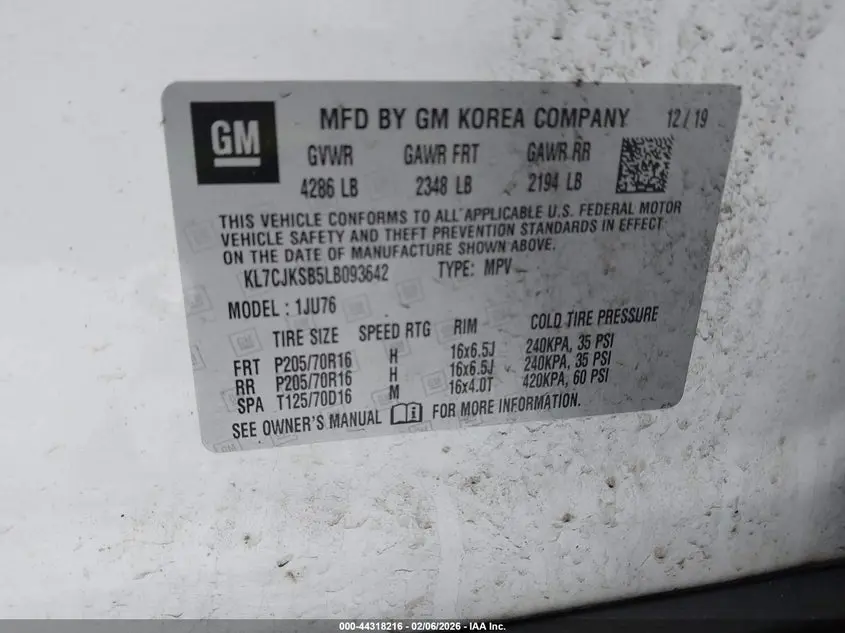 GM
MFD BY GM KOREA COMPANY 12/19
GVWR GAWR FRT GAWR RR
4286 LB 2348 LB 2194 LB
THIS VEHICLE CONFORMS TO ALL APPLICABLE U.S. FEDERAL MOTOR
VEHICLE SAFETY AND THEFT PREVENTION STANDARDS IN EFFECT
ON THE DATE OF MANUFACTURE SHOWN ABOVE.
KL7CJKSB5LB093642 TYPE: MPV
MODEL : 1JU76
TIRE SIZE SPEED RTG RIM COLD TIRE PRESSURE
FRT P205/70R16 H 16x6.5J 240KPA, 35 PSI
RR P205/70R16 H 16x6.5J 240KPA, 35 PSI
SPA T125/70D16 M 16x4.0T 420KPA, 60 PSI
SEE OWNER'S MANUAL FOR MORE INFORMATION.
000-44318216 - 02/06/2026 - IAA Inc.